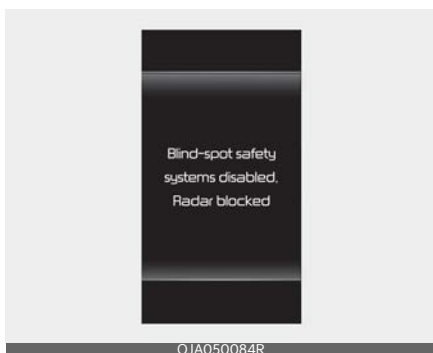 Blind-spot safety
systems disabled.
Radar blocked
OJA050084R